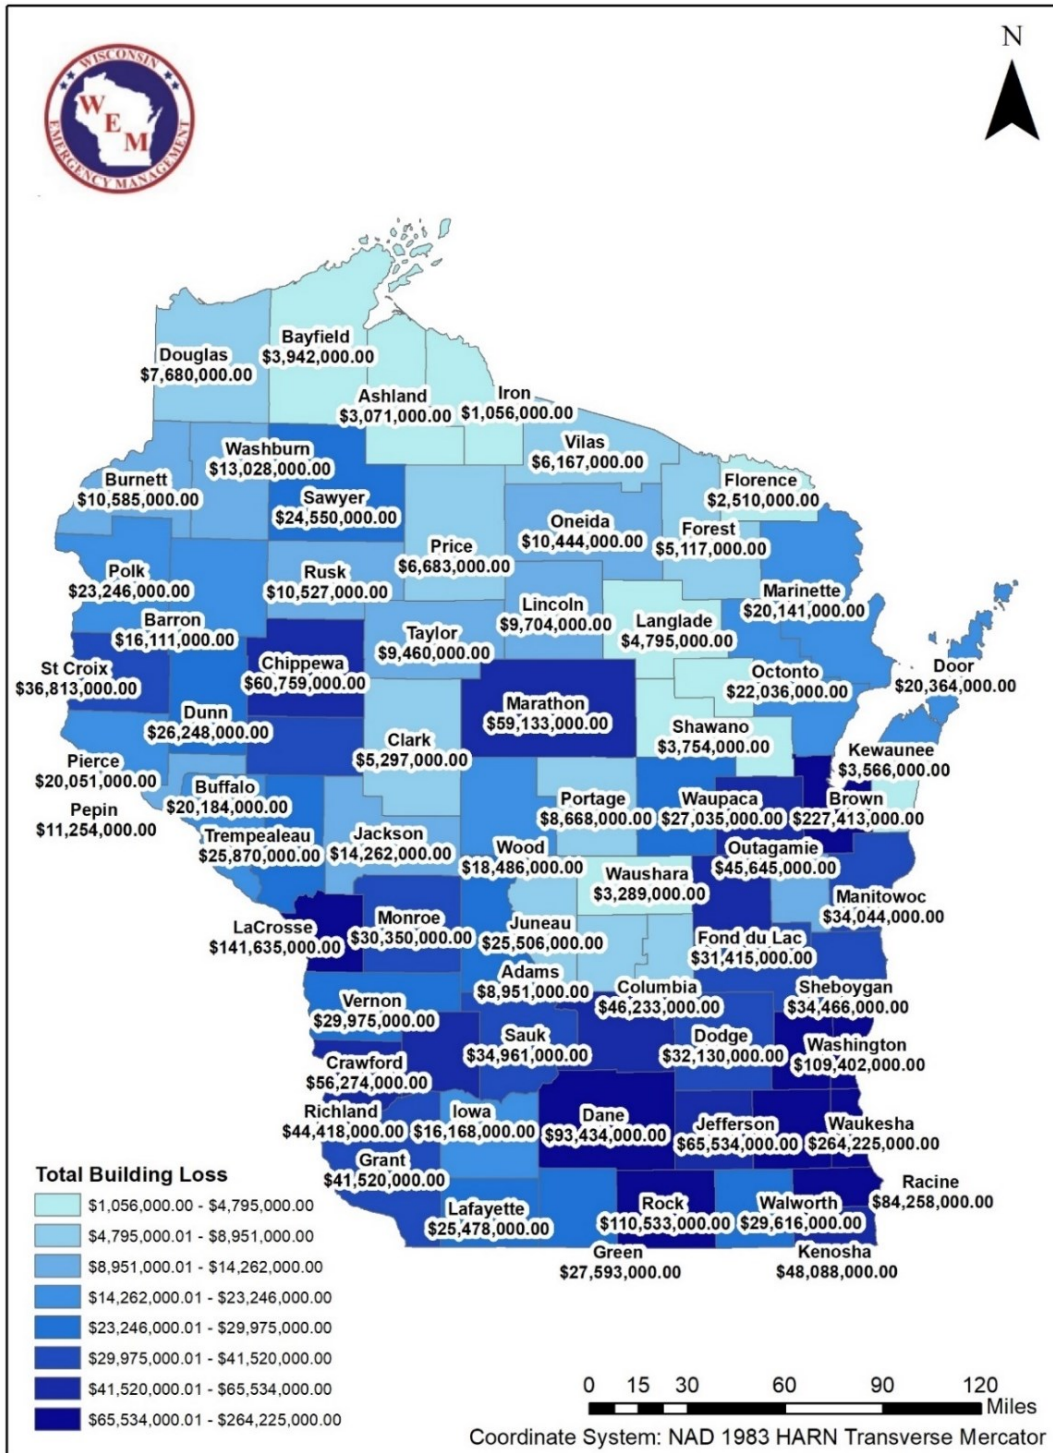 WISCONSIN
WEM
EMERGENCY MANAGEMENT
N
Bayfield
$3,942,000.00
Douglas
$7,680,000.00
Ashland
$3,071,000.00
Iron
$1,056,000.00
Vilas
$6,167,000.00
Washburn
$13,028,000.00
Burnett
$10,585,000.00
Sawyer
$24,550,000.00
Florence
$2,510,000.00
Oneida
$10,444,000.00
Forest
$5,117,000.00
Price
$6,683,000.00
Polk
$23,246,000.00
Rusk
$10,527,000.00
Marinette
$20,141,000.00
Lincoln
$9,704,000.00
Barron
$16,111,000.00
Taylor
$9,460,000.00
Langlade
$4,795,000.00
St Croix
$36,813,000.00
Chippewa
$60,759,000.00
Octonto
$22,036,000.00
Door
$20,364,000.00
Marathon
$59,133,000.00
Dunn
$26,248,000.00
Clark
$5,297,000.00
Shawano
$3,754,000.00
Kewaunee
$3,566,000.00
Pierce
$20,051,000.00
Buffalo
$20,184,000.00
Pepin
$11,254,000.00
Portage
$8,668,000.00
Waupaca
$27,035,000.00
Brown
$227,413,000.00
Trempealeau
$25,870,000.00
Jackson
$14,262,000.00
Wood
$18,486,000.00
Outagamie
$45,645,000.00
Waushara
$3,289,000.00
Manitowoc
$34,044,000.00
LaCrosse
$141,635,000.00
Monroe
$30,350,000.00
Juneau
$25,506,000.00
Fond du Lac
$31,415,000.00
Adams
$8,951,000.00
Columbia
$46,233,000.00
Sheboygan
$34,466,000.00
Vernon
$29,975,000.00
Sauk
$34,961,000.00
Dodge
$32,130,000.00
Washington
$109,402,000.00
Crawford
$56,274,000.00
Richland
$44,418,000.00
Iowa
$16,168,000.00
Dane
$93,434,000.00
Jefferson
$65,534,000.00
Waukesha
$264,225,000.00
Grant
$41,520,000.00
Racine
$84,258,000.00
Lafayette
$25,478,000.00
Rock
$110,533,000.00
Walworth
$29,616,000.00
Green
$27,593,000.00
Kenosha
$48,088,000.00
Total Building Loss
$1,056,000.00 - $4,795,000.00
$4,795,000.01 - $8,951,000.00
$8,951,000.01 - $14,262,000.00
$14,262,000.01 - $23,246,000.00
$23,246,000.01 - $29,975,000.00
$29,975,000.01 - $41,520,000.00
$41,520,000.01 - $65,534,000.00
$65,534,000.01 - $264,225,000.00
0 15 30 60 90 120
Miles
Coordinate System: NAD 1983 HARN Transverse Mercator